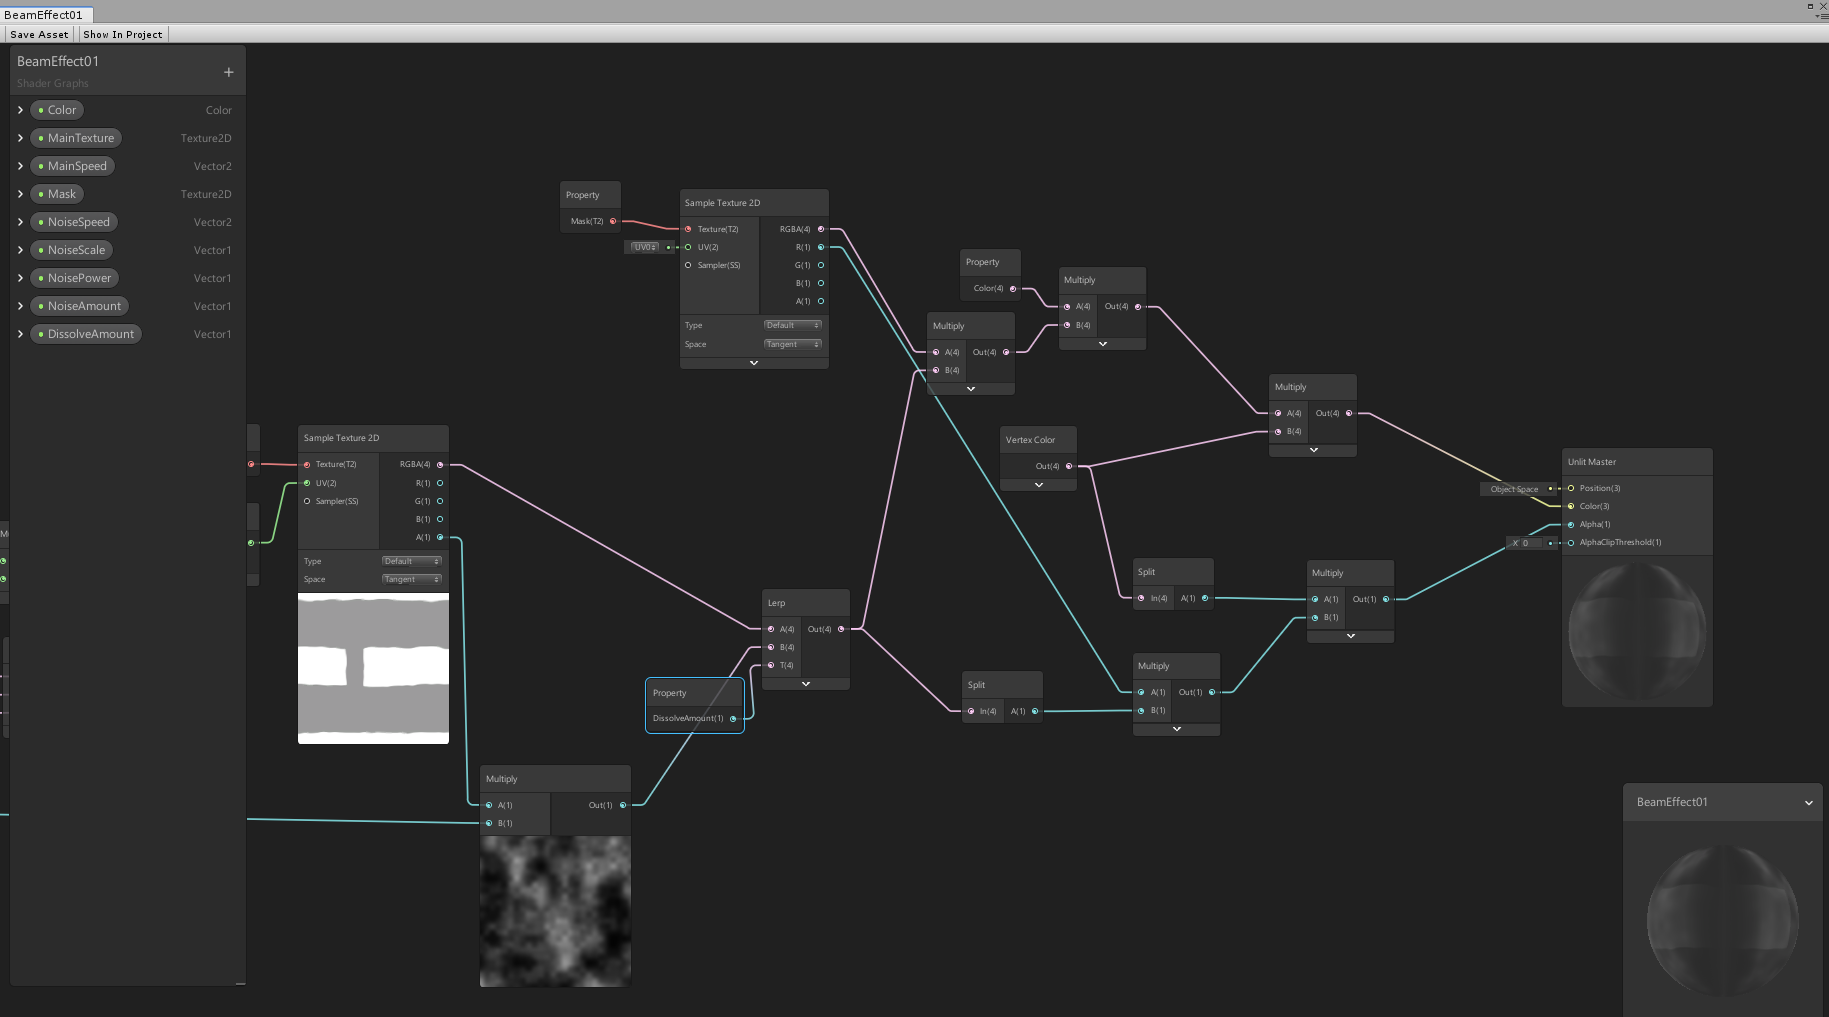 BeamEffect01
Save Asset
Show In Project
BeamEffect01
Shader Graphs
Color Color
MainTexture Texture2D
MainSpeed Vector2
Mask Texture2D
NoiseSpeed Vector2
NoiseScale Vector1
NoisePower Vector1
NoiseAmount Vector1
DissolveAmount Vector1
Property
Mask(T2)
UV0
Sample Texture 2D
Texture(T2) RGBA(4)
UV(2) R(1)
Sampler(SS) G(1)
B(1)
A(1)
Type Default
Space Tangent
Property
Color(4)
Multiply
A(4) Out(4)
B(4)
Multiply
A(4) Out(4)
B(4)
Multiply
A(4) Out(4)
B(4)
Vertex Color
Out(4)
Sample Texture 2D
Texture(T2) RGBA(4)
UV(2) R(1)
Sampler(SS) G(1)
B(1)
A(1)
Type Default
Space Tangent
Unlit Master
Object Space Position(3)
Color(3)
Alpha(1)
X 0 AlphaClipThreshold(1)
Split
In(4) A(1)
Multiply
A(1) Out(1)
B(1)
Lerp
A(4) Out(4)
B(4)
T(4)
Property
DissolveAmount(1)
Split
In(4) A(1)
Multiply
A(1) Out(1)
B(1)
Multiply
A(1) Out(1)
B(1)
BeamEffect01